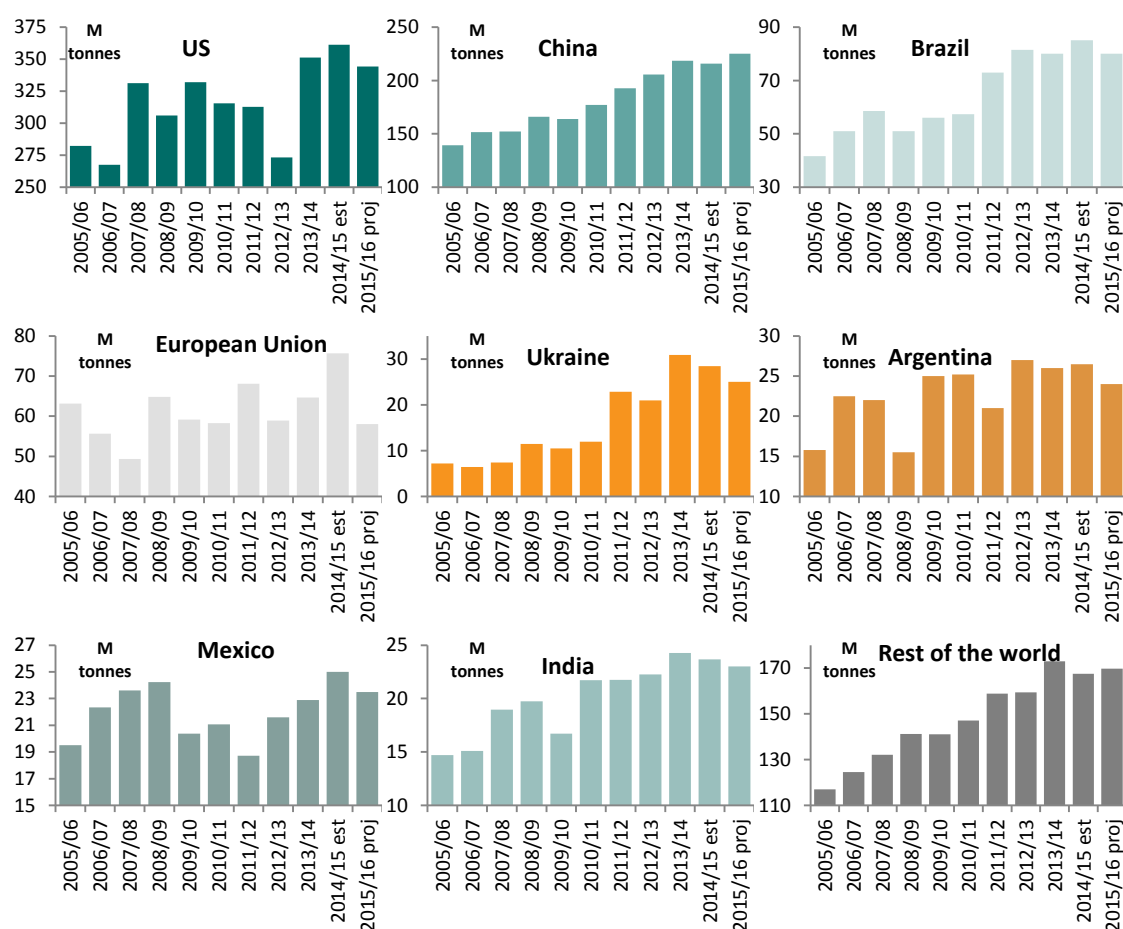 M
tonnes
US
375
350
325
300
275
250
2005/06
2006/07
2007/08
2008/09
2009/10
2010/11
2011/12
2012/13
2013/14
2014/15 est
2015/16 proj
M
tonnes
China
250
200
150
100
2005/06
2006/07
2007/08
2008/09
2009/10
2010/11
2011/12
2012/13
2013/14
2014/15 est
2015/16 proj
M
tonnes
Brazil
90
70
50
30
2005/06
2006/07
2007/08
2008/09
2009/10
2010/11
2011/12
2012/13
2013/14
2014/15 est
2015/16 proj
M
tonnes
European Union
80
70
60
50
40
2005/06
2006/07
2007/08
2008/09
2009/10
2010/11
2011/12
2012/13
2013/14
2014/15 est
2015/16 proj
M
tonnes
Ukraine
30
20
10
0
2005/06
2006/07
2007/08
2008/09
2009/10
2010/11
2011/12
2012/13
2013/14
2014/15 est
2015/16 proj
M
tonnes
Argentina
30
25
20
15
10
2005/06
2006/07
2007/08
2008/09
2009/10
2010/11
2011/12
2012/13
2013/14
2014/15 est
2015/16 proj
M
tonnes
Mexico
27
25
23
21
19
17
15
2005/06
2006/07
2007/08
2008/09
2009/10
2010/11
2011/12
2012/13
2013/14
2014/15 est
2015/16 proj
M
tonnes
India
25
20
15
10
2005/06
2006/07
2007/08
2008/09
2009/10
2010/11
2011/12
2012/13
2013/14
2014/15 est
2015/16 proj
M
tonnes
Rest of the world
170
150
130
110
2005/06
2006/07
2007/08
2008/09
2009/10
2010/11
2011/12
2012/13
2013/14
2014/15 est
2015/16 proj